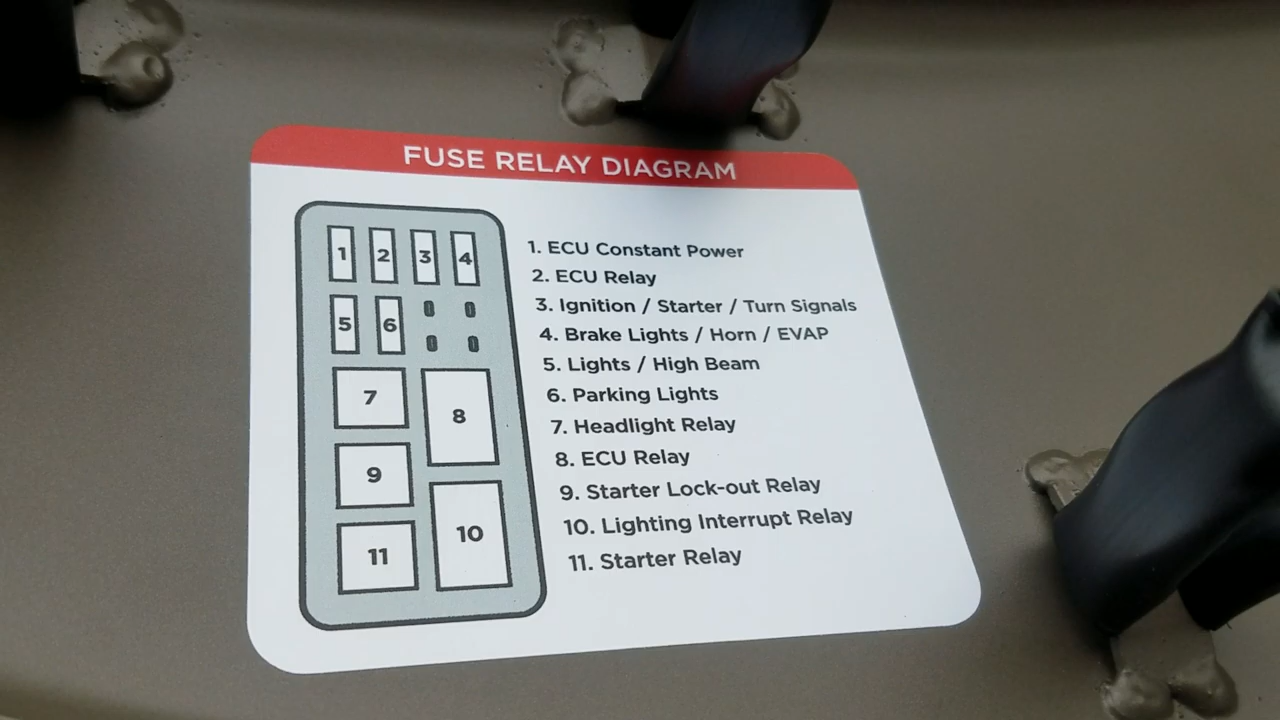 FUSE RELAY DIAGRAM
1 2 3 4
5 6
7 8
9
10
11
1. ECU Constant Power
2. ECU Relay
3. Ignition / Starter / Turn Signals
4. Brake Lights / Horn / EVAP
5. Lights / High Beam
6. Parking Lights
7. Headlight Relay
8. ECU Relay
9. Starter Lock-out Relay
10. Lighting Interrupt Relay
11. Starter Relay